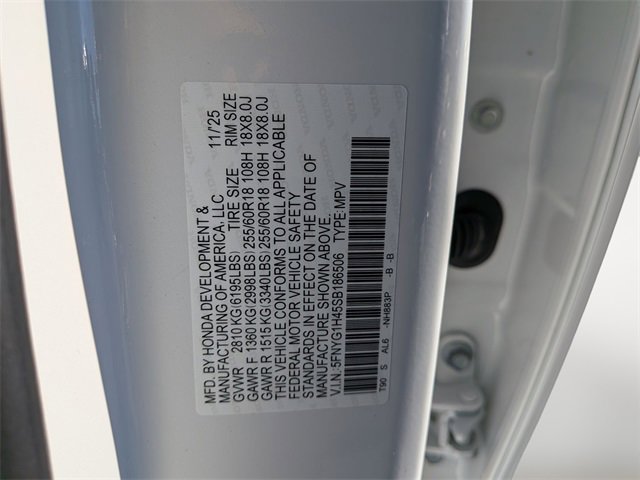 MFD. BY HONDA DEVELOPMENT &
MANUFACTURING OF AMERICA, LLC 11/'25
GVWR 2810 KG(6195LBS) TIRE SIZE RIM SIZE
GAWR F 1360 KG(2998LBS) 255/60R18 108H 18X8.0J
GAWR R 1515 KG(3340LBS) 255/60R18 108H 18X8.0J
THIS VEHICLE CONFORMS TO ALL APPLICABLE
FEDERAL MOTOR VEHICLE SAFETY
STANDARDS IN EFFECT ON THE DATE OF
MANUFACTURE SHOWN ABOVE.
V.I.N.: 5FNYG1H45SB186506 TYPE:MPV
T90 S AL6 -NH883P -B -B